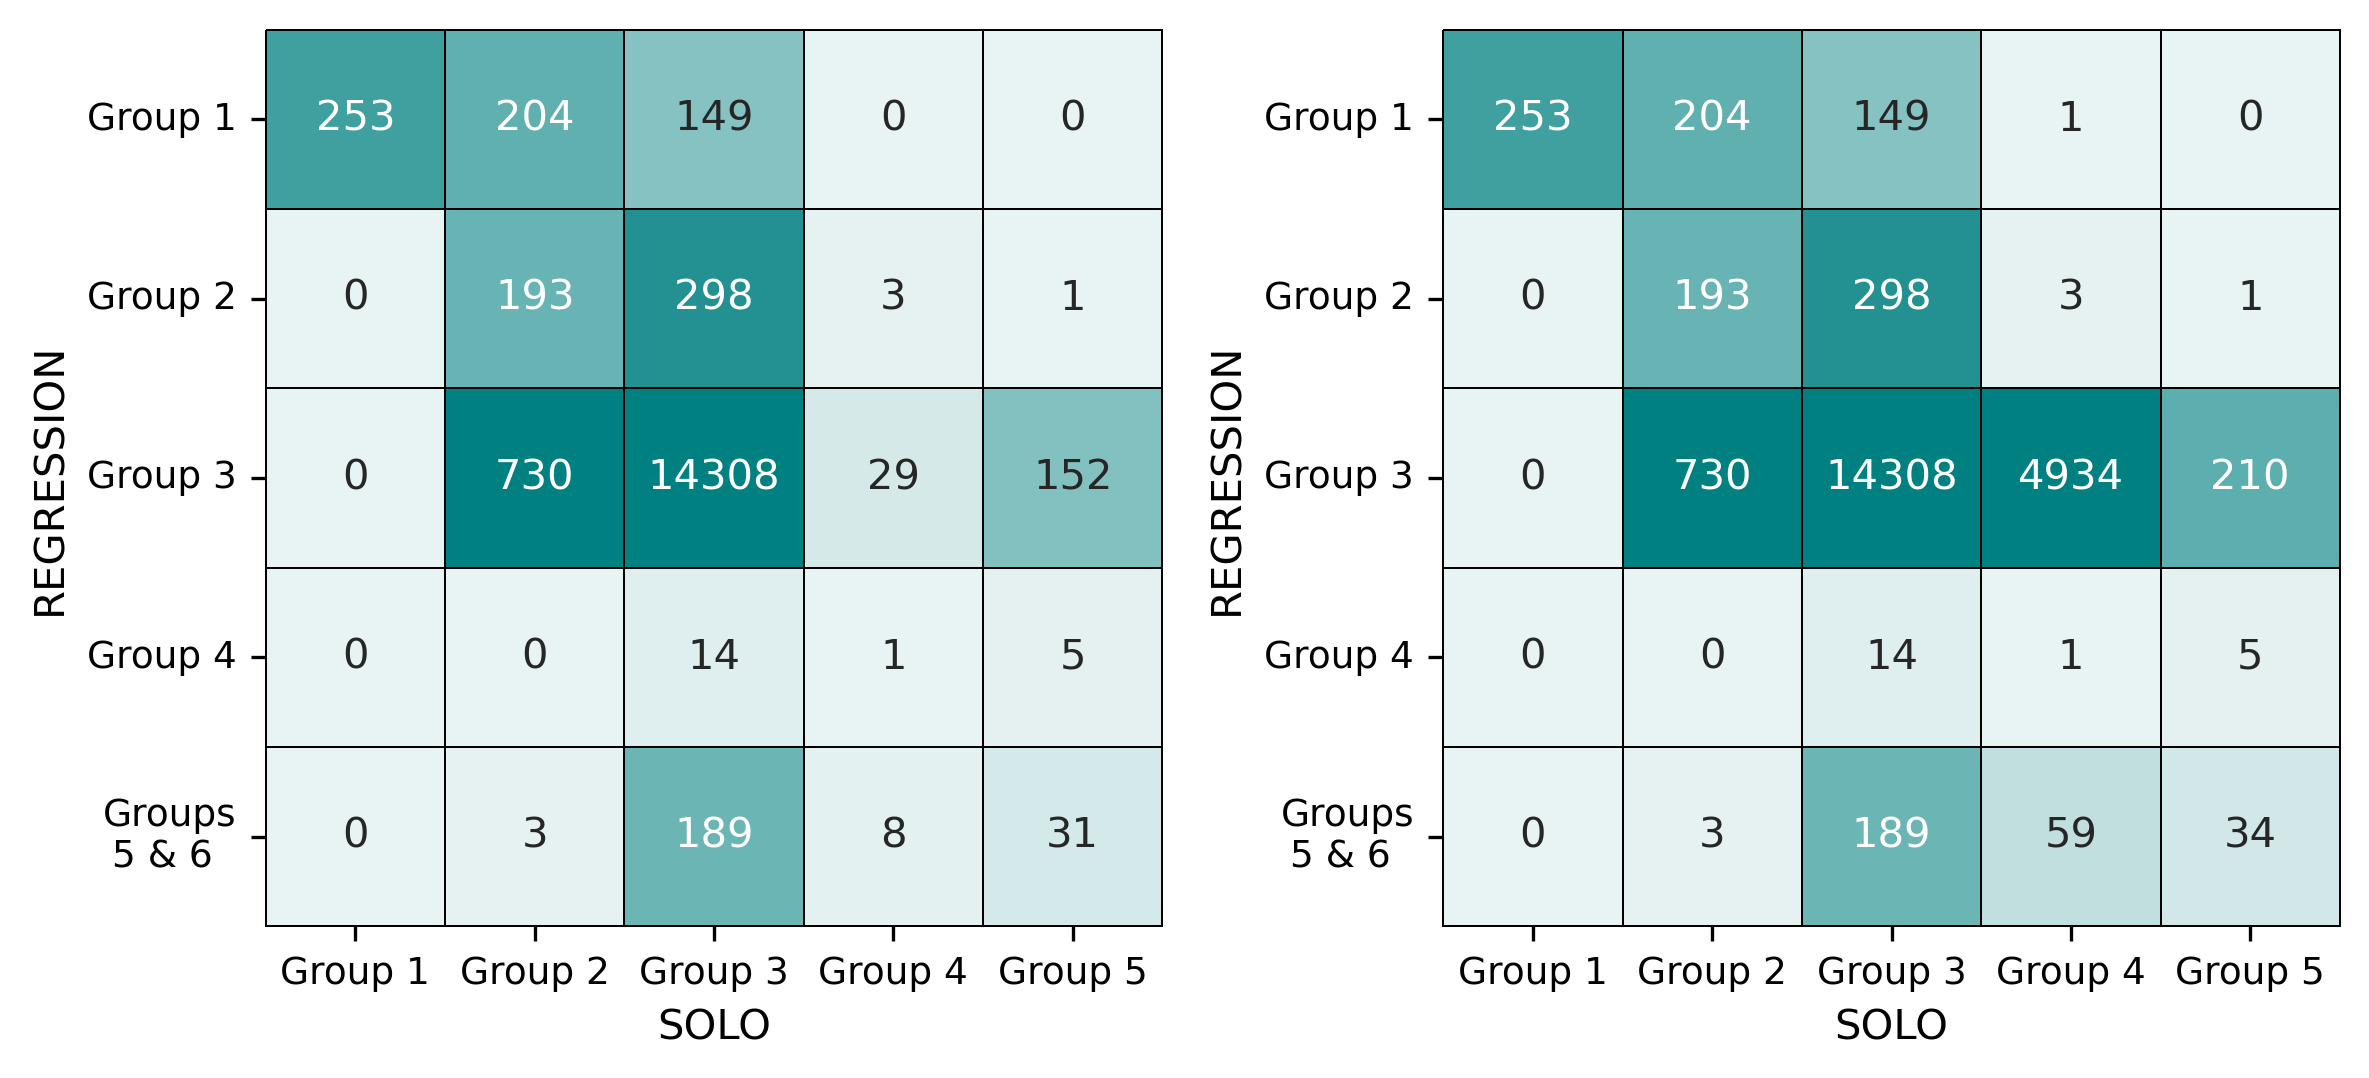 REGRESSION
Group 1 253 204 149 0 0
Group 2 0 193 298 3 1
Group 3 0 730 14308 29 152
Group 4 0 0 14 1 5
Groups
5 & 6 0 3 189 8 31
Group 1 Group 2 Group 3 Group 4 Group 5
SOLO
REGRESSION
Group 1 253 204 149 1 0
Group 2 0 193 298 3 1
Group 3 0 730 14308 4934 210
Group 4 0 0 14 1 5
Groups
5 & 6 0 3 189 59 34
Group 1 Group 2 Group 3 Group 4 Group 5
SOLO